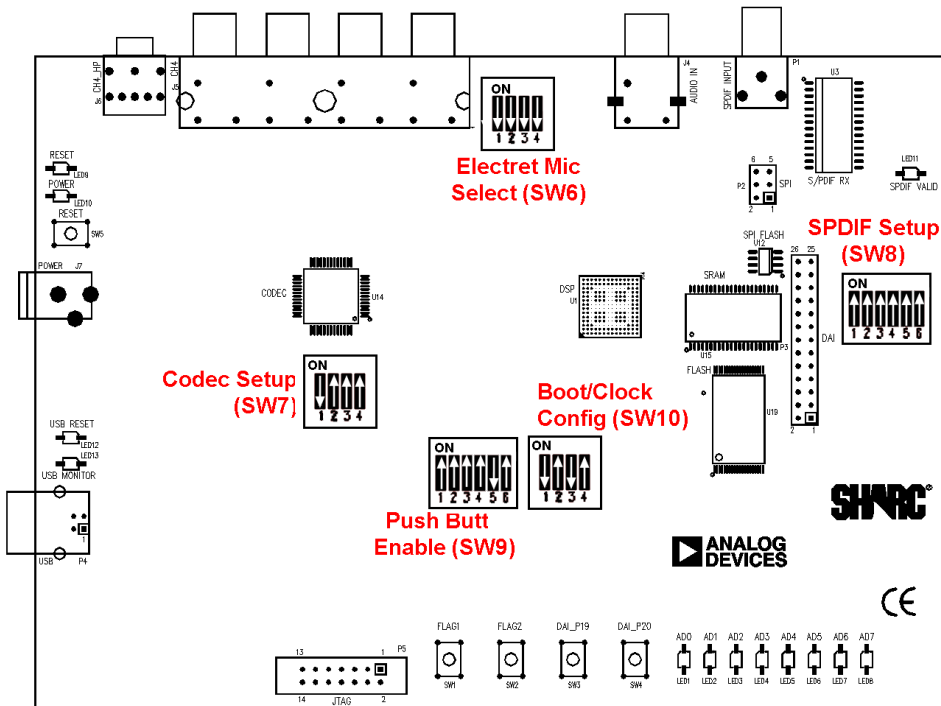 CH4_HP
J6
CH4
J5
J4
AUDIO IN
SPDIF INPUT
P1
U3
S/PDIF RX
ON
1 2 3 4
Electret Mic
Select (SW6)
RESET
LED9
POWER
LED10
RESET
SW5
6 5
P2
SPI
2 1
LED11
SPDIF VALID
SPDIF Setup
(SW8)
POWER J7
CODEC
U14
DSP
U1
SPI FLASH
U12
SRAM
U15
P3
26 25
DAI
2 1
ON
1 2 3 4 5 6
Codec Setup
(SW7)
ON
1 2 3 4
Boot/Clock
Config (SW10)
FLASH
U19
USB RESET
LED12
LED13
USB MONITOR
1
USB P4
ON
1 2 3 4 5 6
ON
1 2 3 4
Push Butt
Enable (SW9)
SHARC®
ANALOG
DEVICES
CE
13 1
P5
14 2
JTAG
FLAG1 FLAG2 DAI_P19 DAI_P20
SW1 SW2 SW3 SW4
AD0 AD1 AD2 AD3 AD4 AD5 AD6 AD7
LED1 LED2 LED3 LED4 LED5 LED6 LED7 LED8